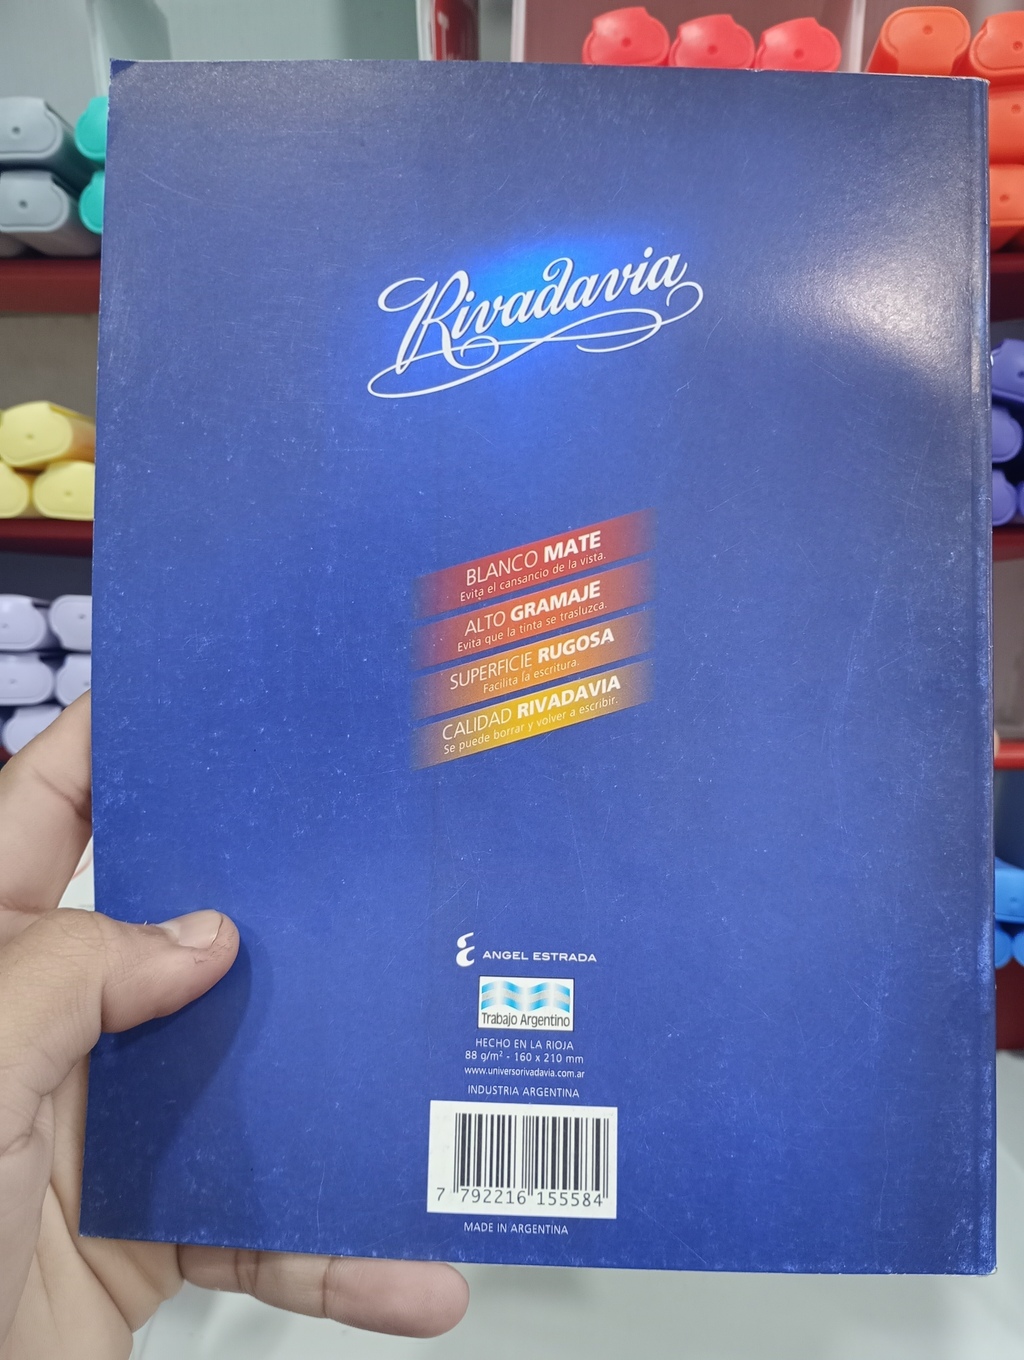 Rivadavia
BLANCO MATE
Evita el cansancio de la vista.
ALTO GRAMAJE
Evita que la tinta se trasluzca.
SUPERFICIE RUGOSA
Facilita la escritura.
CALIDAD RIVADAVIA
Se puede borrar y volver a escribir.
ANGEL ESTRADA
Trabajo Argentino
HECHO EN LA RIOJA
88 g/m² - 160 x 210 mm
www.universorivadavia.com.ar
INDUSTRIA ARGENTINA
7 792216 155584
MADE IN ARGENTINA